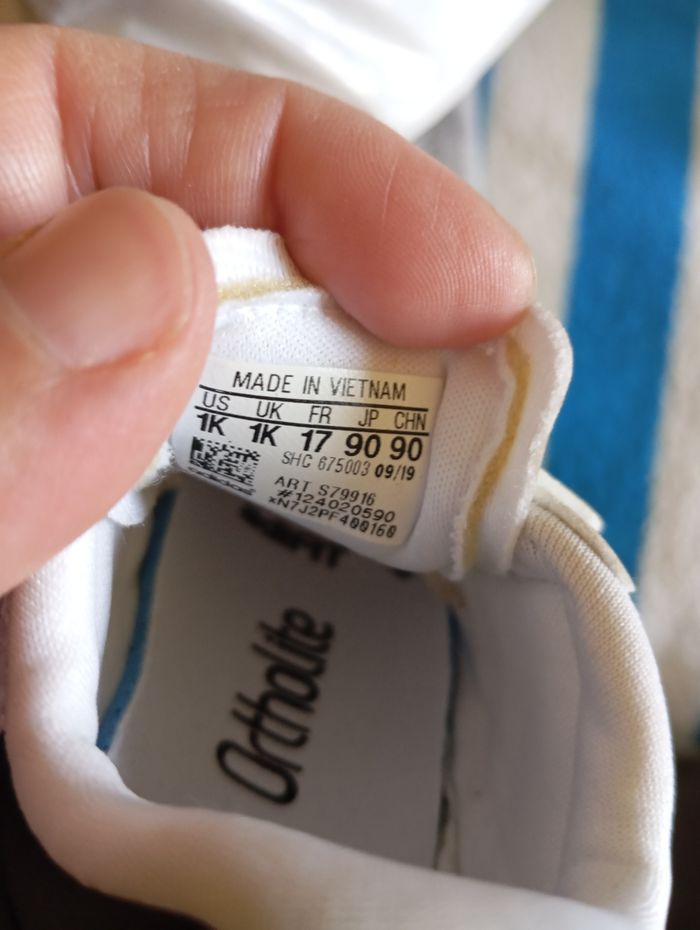 MADE IN VIETNAM
US UK FR JP CHN
1K 1K 17 90 90
SHC 675003 09/19
adidas
ART S79916
#124020590
xN7J2PF400160
Ortholite